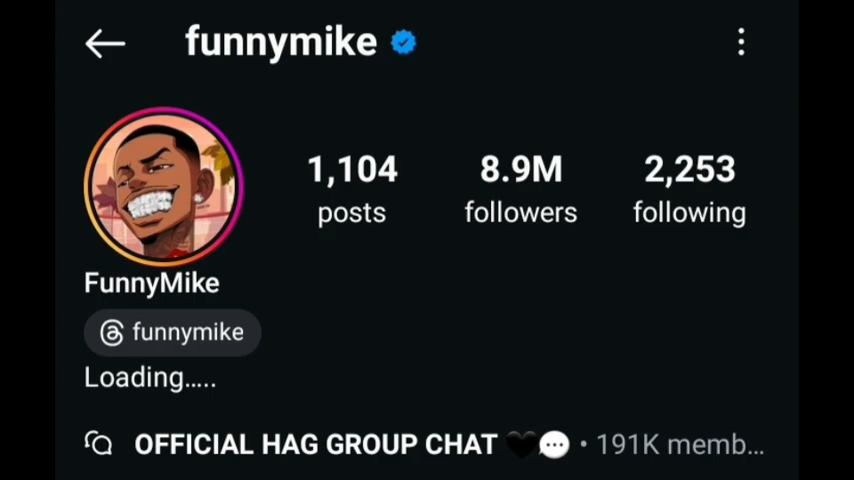 funnymike
1,104 8.9M 2,253
posts followers following
FunnyMike
funnymike
Loading.....
OFFICIAL HAG GROUP CHAT 🖤💬 • 191K memb...